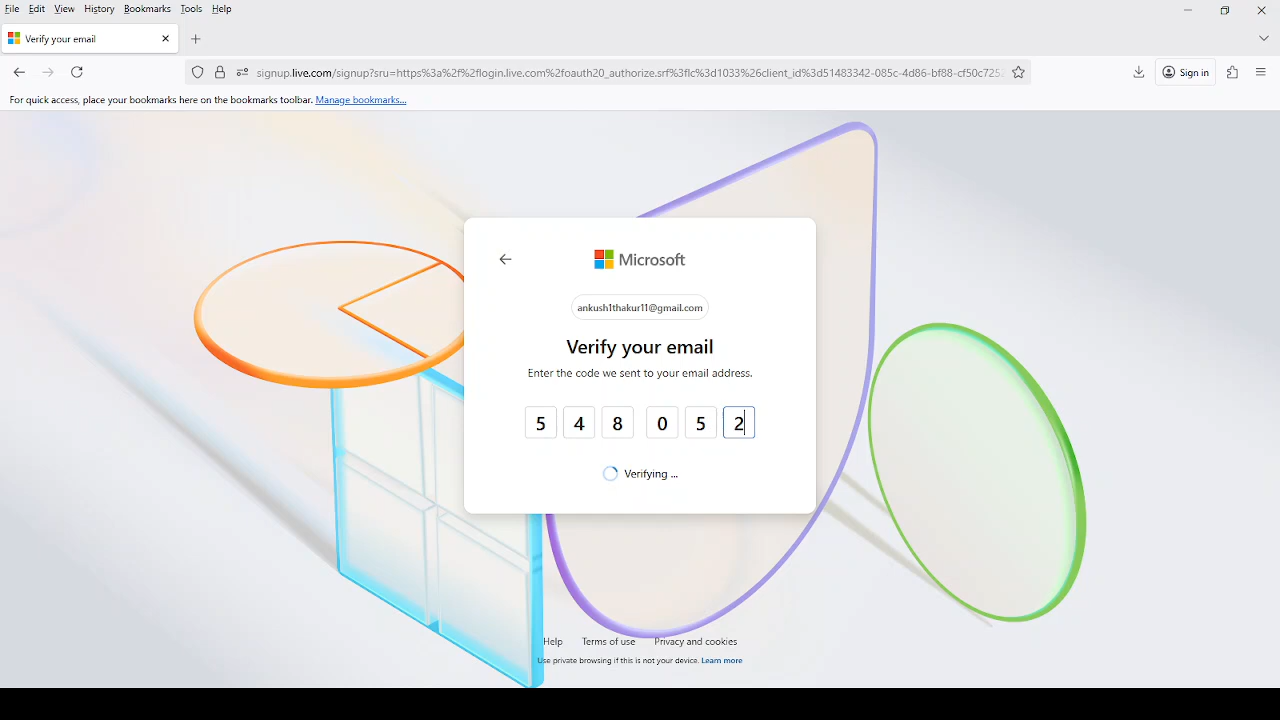 File Edit View History Bookmarks Tools Help
Verify your email
signup.live.com/signup?sru=https%3a%2f%2flogin.live.com%2foauth20_authorize.srf%3flc%3d1033%26client_id%3d51483342-085c-4d86-bf88-cf50c725
Sign in
For quick access, place your bookmarks here on the bookmarks toolbar. Manage bookmarks...
Microsoft
ankush1thakur11@gmail.com
Verify your email
Enter the code we sent to your email address.
5 4 8 0 5 2
Verifying ...
Help Terms of use Privacy and cookies
Use private browsing if this is not your device. Learn more